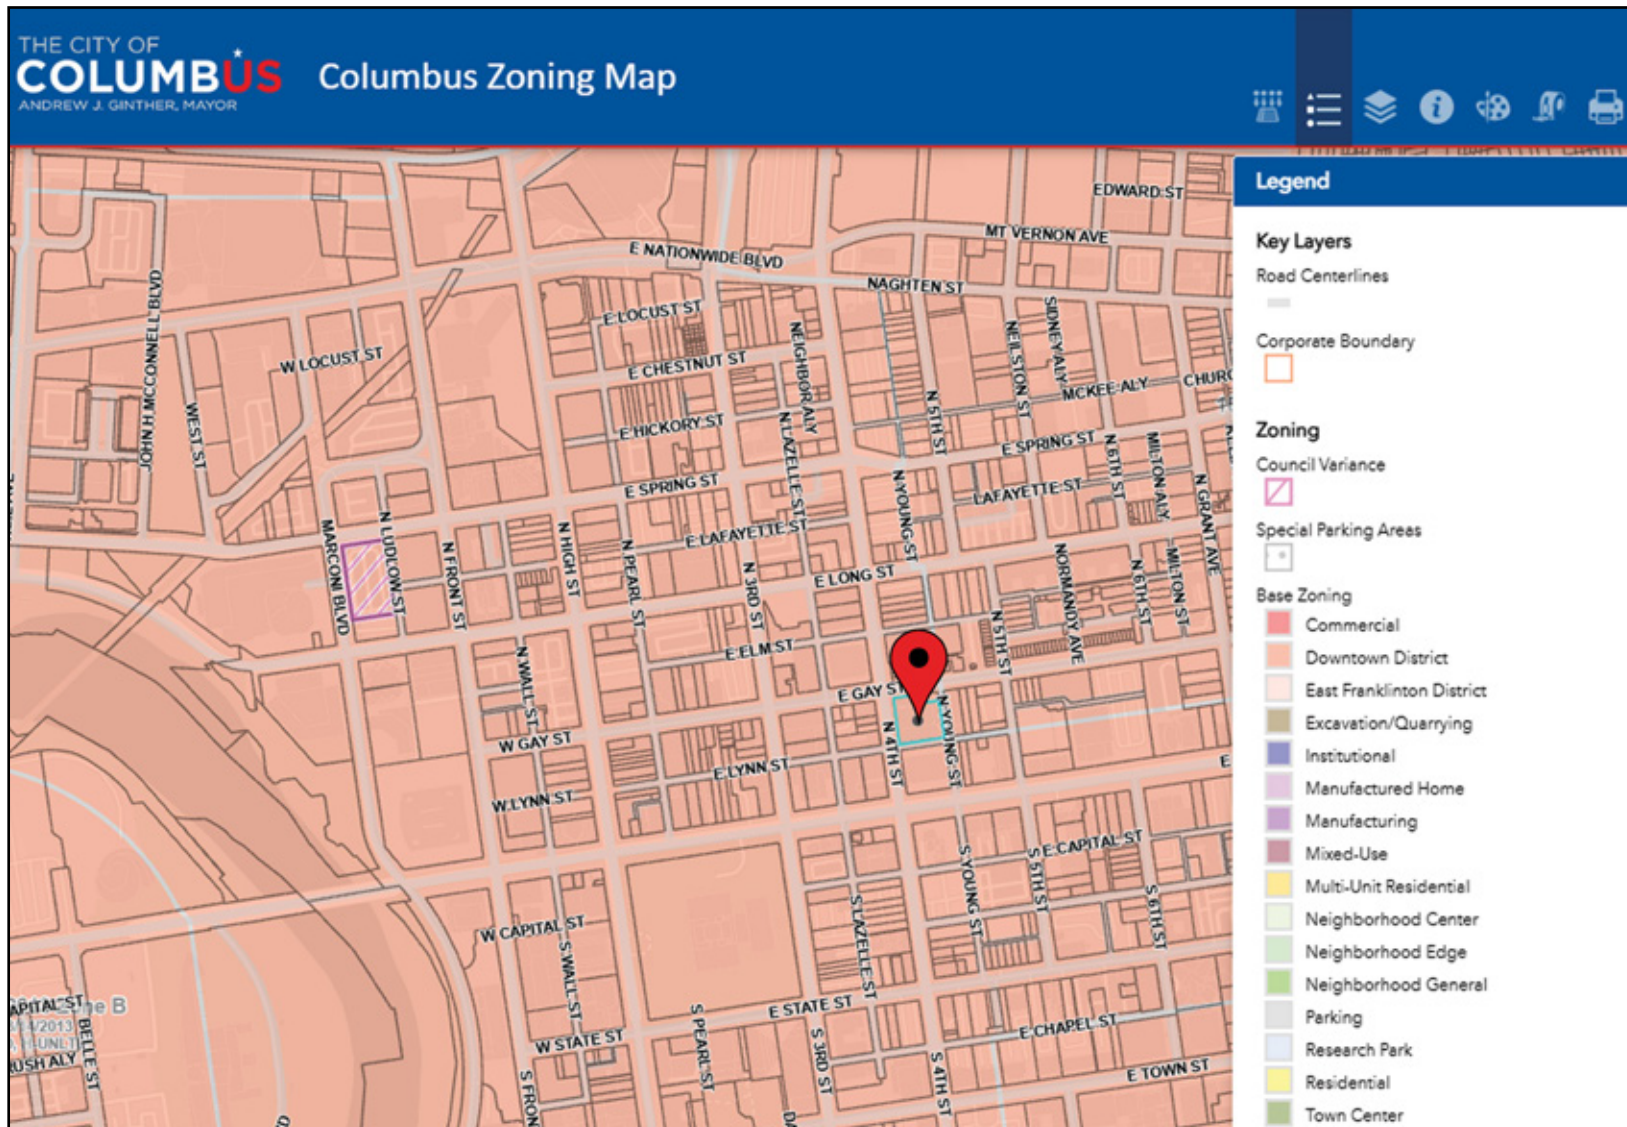 THE CITY OF
COLUMBUS
ANDREW J. GINTHER, MAYOR
Columbus Zoning Map
Legend
Key Layers
Road Centerlines
Corporate Boundary
Zoning
Council Variance
Special Parking Areas
Base Zoning
Commercial
Downtown District
East Franklinton District
Excavation/Quarrying
Institutional
Manufactured Home
Manufacturing
Mixed-Use
Multi-Unit Residential
Neighborhood Center
Neighborhood Edge
Neighborhood General
Parking
Research Park
Residential
Town Center
EDWARD ST
MT VERNON AVE
E NATIONWIDE BLVD
NAGHTEN ST
JOHN H MCCONNELL BLVD
E LOCUST ST
SIDNEY ALY
NEILSTON ST
NEIGHBOR ALY
W LOCUST ST
E CHESTNUT ST
MCKEE ALY
WEST ST
N 5TH ST
E HICKORY ST
N LAZELLE ST
E SPRING ST
N 6TH ST
MILTON ALY
N GRANT AVE
E SPRING ST
N YOUNG ST
LAFAYETTE ST
MARCONI BLVD
N LUDLOW ST
N FRONT ST
N HIGH ST
N PEARL ST
E LAFAYETTE ST
N 3RD ST
E LONG ST
NORMANDY AVE
N 6TH ST
MILTON ST
N 5TH ST
E ELM ST
N WALL ST
E GAY ST
N 4TH ST
N YOUNG ST
W GAY ST
E LYNN ST
W LYNN ST
S YOUNG ST
S 5TH ST
E CAPITAL ST
S LAZELLE ST
S 6TH ST
W CAPITAL ST
S WALL ST
E STATE ST
E CHAPEL ST
BELLE ST
W STATE ST
S PEARL ST
S 3RD ST
S 4TH ST
E TOWN ST